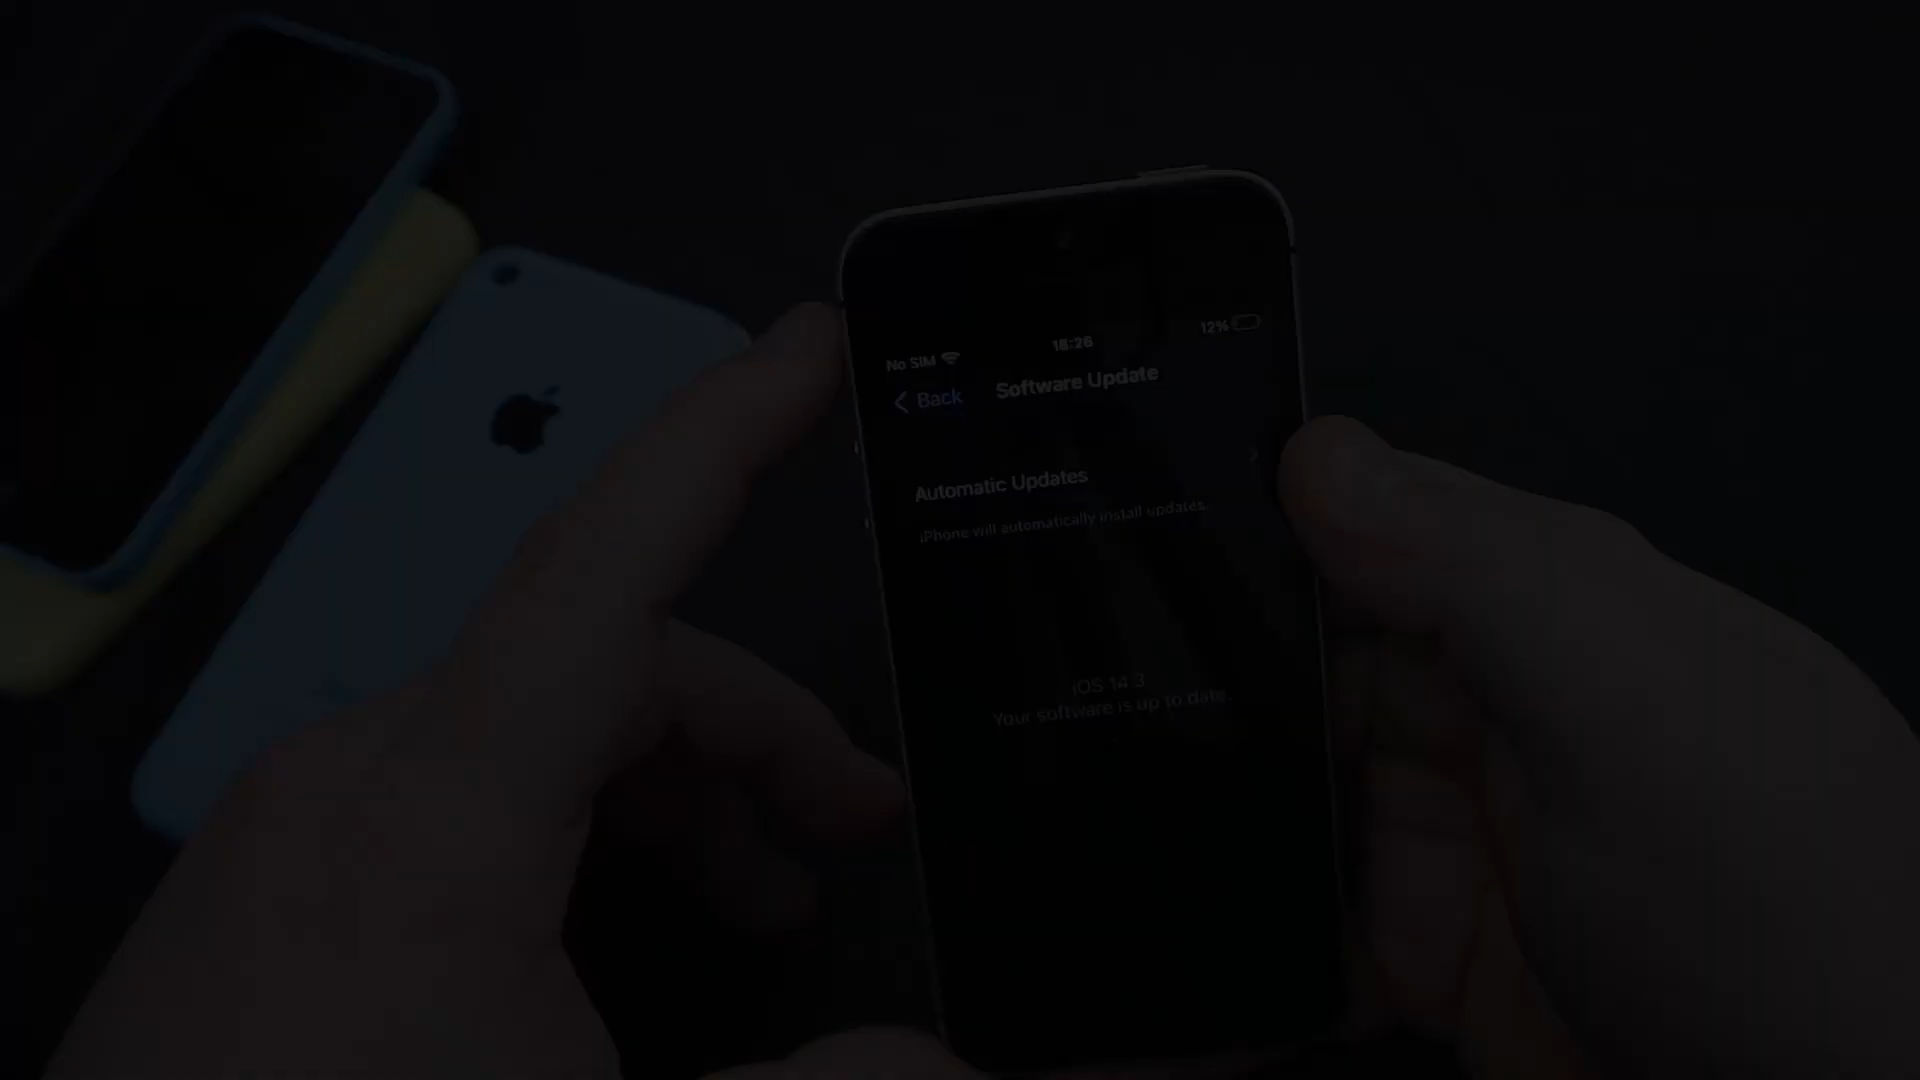 No SIM 18:26 12%
Back Software Update
Automatic Updates
iPhone will automatically install updates.
iOS 14.3
Your software is up to date.